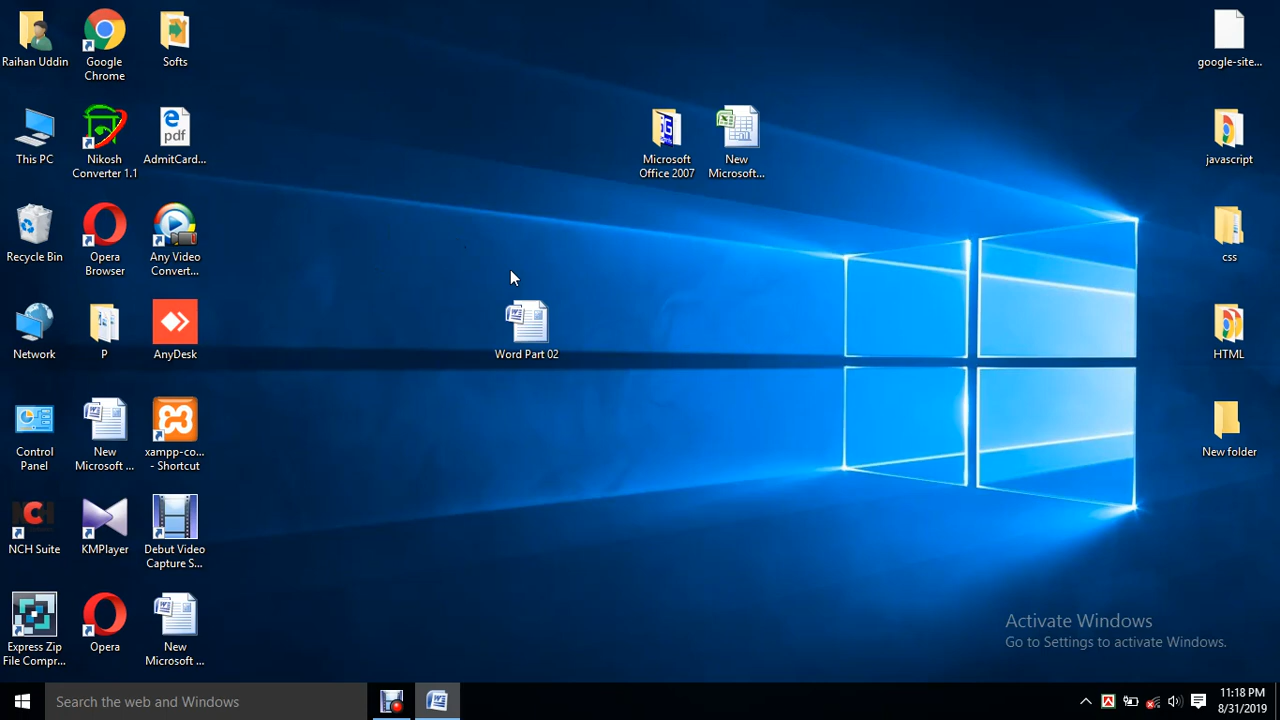 Raihan Uddin
Google
Chrome
Softs
google-site...
This PC
Nikosh
Converter 1.1
pdf
AdmitCard...
Microsoft
Office 2007
New
Microsoft...
javascript
Recycle Bin
Opera
Browser
Any Video
Convert...
css
Network
P
AnyDesk
Word Part 02
HTML
Control
Panel
New
Microsoft ...
xampp-co...
- Shortcut
New folder
NCH
NCH Suite
KMPlayer
Debut Video
Capture S...
Express Zip
File Compr...
Opera
New
Microsoft ...
Activate Windows
Go to Settings to activate Windows.
Search the web and Windows
11:18 PM
8/31/2019